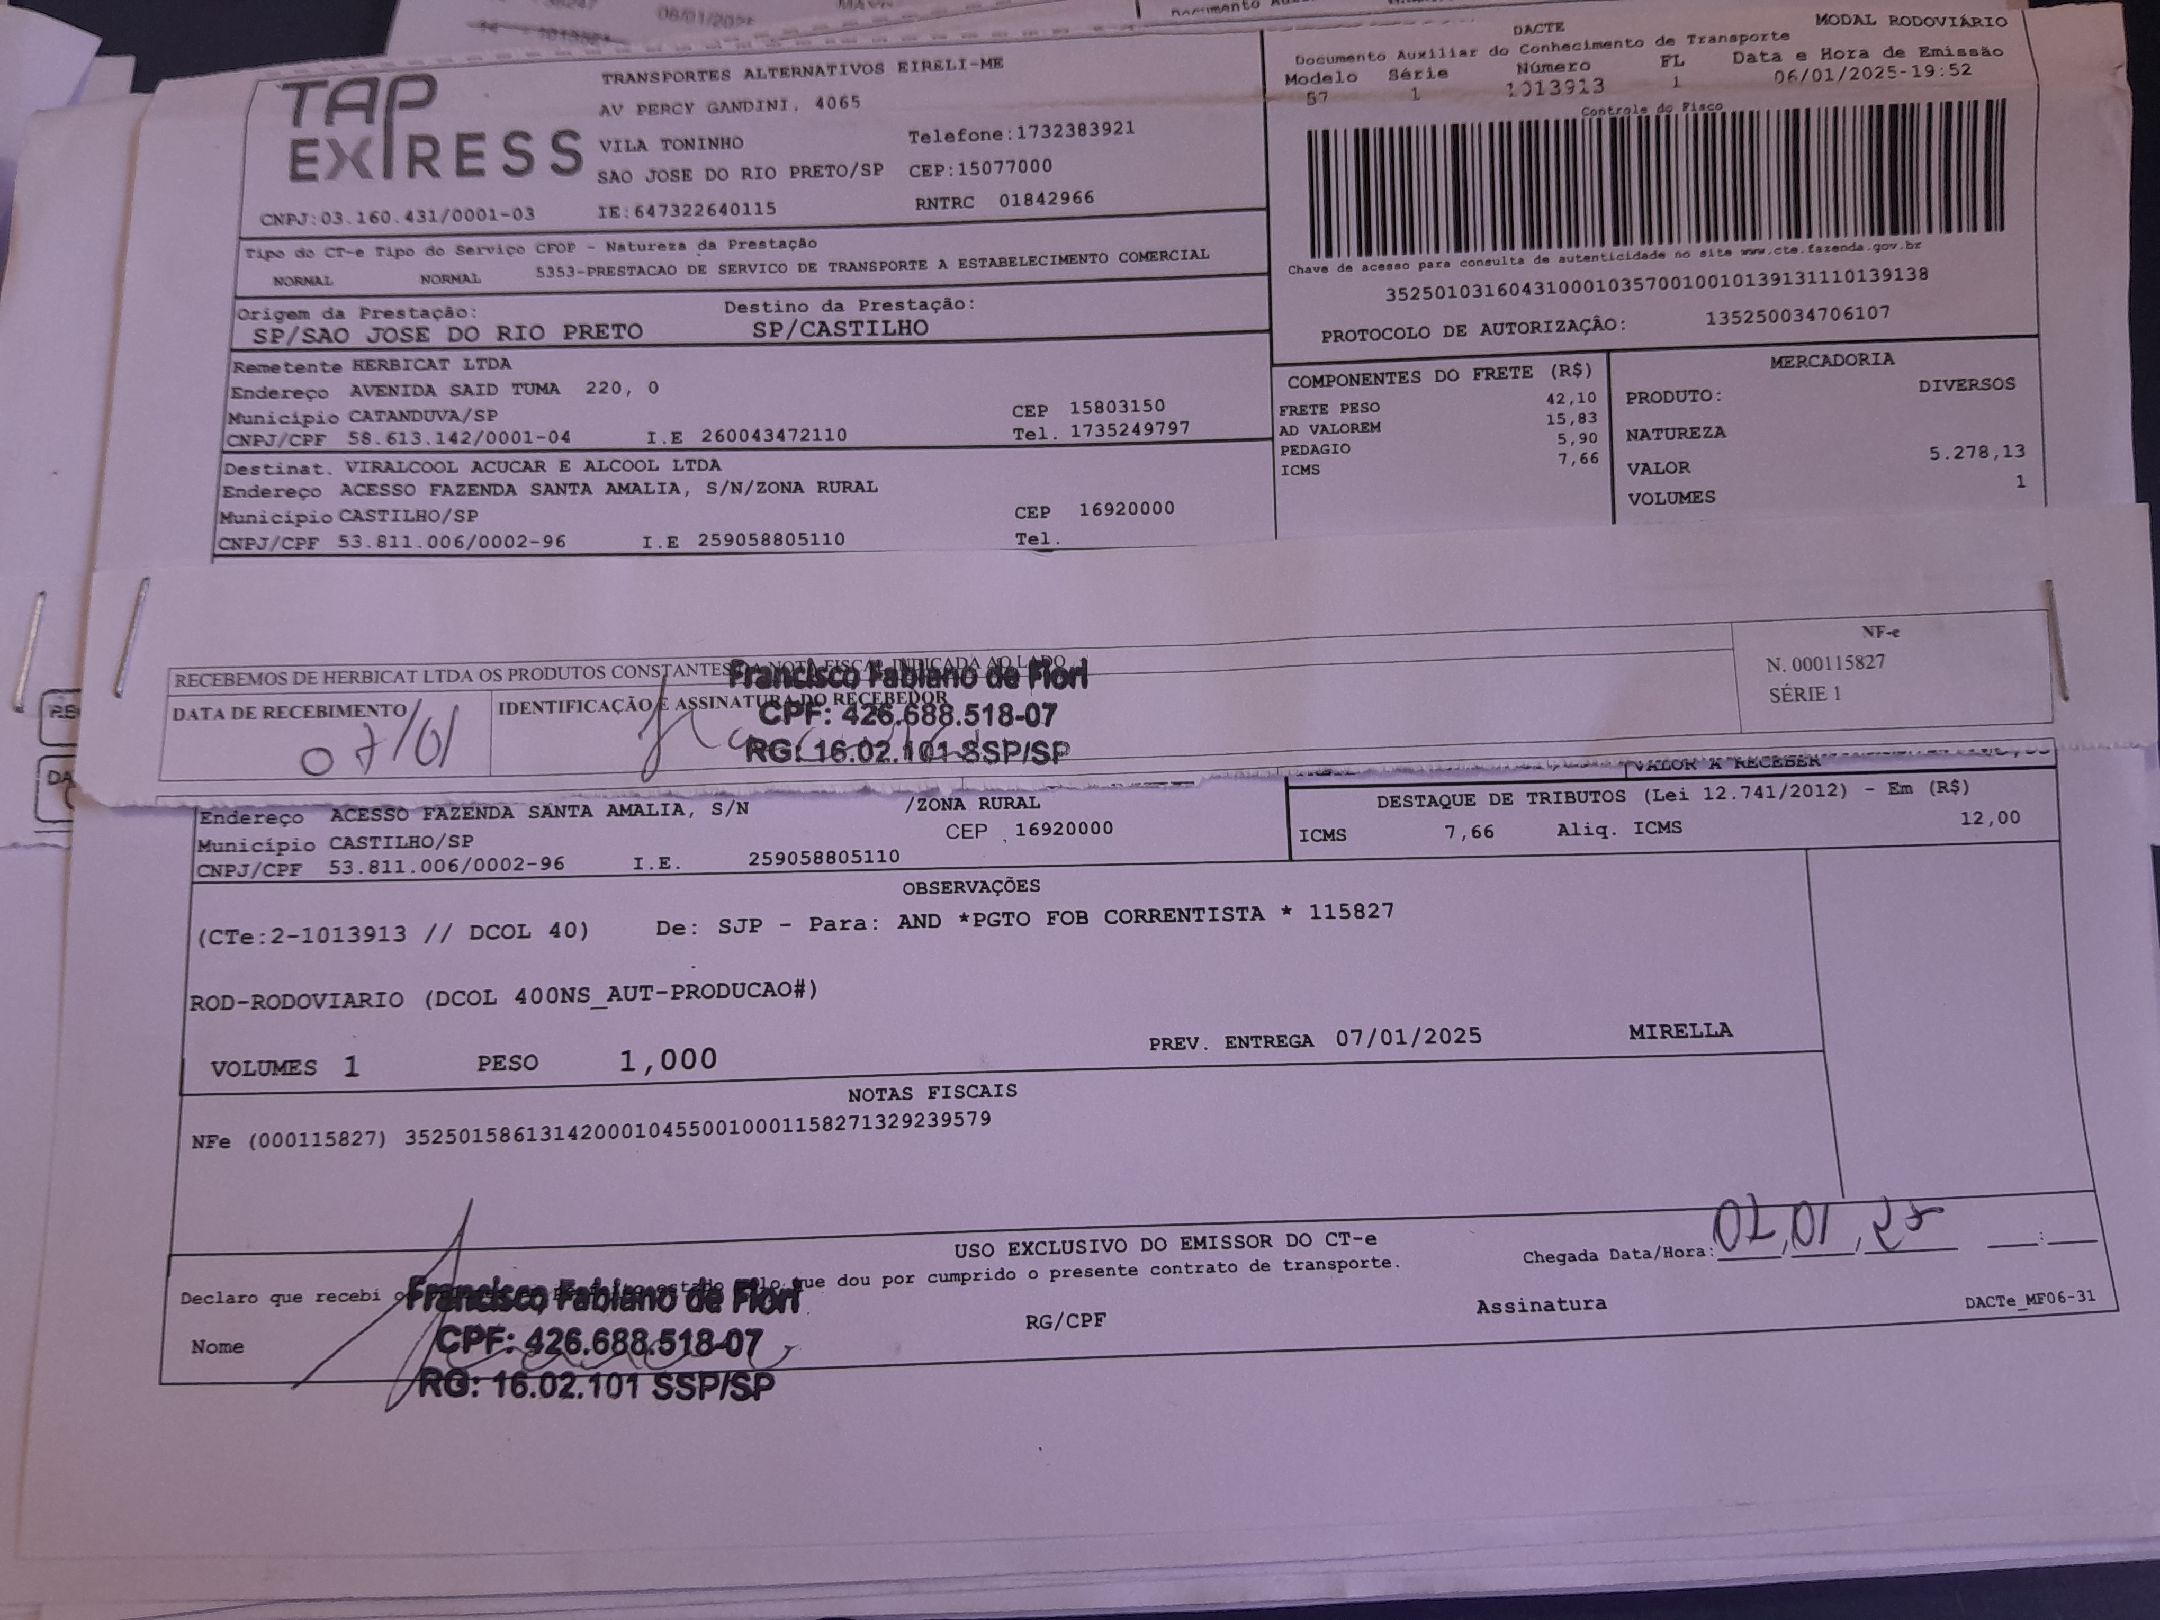 08/01/202
DACTE
MODAL RODOVIÁRIO
Documento Auxiliar do Conhecimento de Transporte
Modelo Série Número FL Data e Hora de Emissão
57 1 1013913 1 06/01/2025-19:52
Controle do Fisco
TAP EXPRESS
TRANSPORTES ALTERNATIVOS EIRELI-ME
AV PERCY GANDINI, 4065
VILA TONINHO Telefone:1732383921
SAO JOSE DO RIO PRETO/SP CEP:15077000
CNPJ:03.160.431/0001-03 IE:647322640115 RNTRC 01842966
Chave de acesso para consulta de autenticidade no site www.cte.fazenda.gov.br
35250103160431000103570010010139131110139138
PROTOCOLO DE AUTORIZAÇÃO: 135250034706107
Tipo do CT-e Tipo do Serviço CFOP - Natureza da Prestação
NORMAL NORMAL 5353-PRESTACAO DE SERVICO DE TRANSPORTE A ESTABELECIMENTO COMERCIAL
Origem da Prestação: Destino da Prestação:
SP/SAO JOSE DO RIO PRETO SP/CASTILHO
Remetente HERBICAT LTDA
Endereço AVENIDA SAID TUMA 220, 0
Município CATANDUVA/SP CEP 15803150
CNPJ/CPF 58.613.142/0001-04 I.E 260043472110 Tel. 1735249797
Destinat. VIRALCOOL ACUCAR E ALCOOL LTDA
Endereço ACESSO FAZENDA SANTA AMALIA, S/N/ZONA RURAL
Município CASTILHO/SP CEP 16920000
CNPJ/CPF 53.811.006/0002-96 I.E 259058805110 Tel.
COMPONENTES DO FRETE (R$)
FRETE PESO 42,10
AD VALOREM 15,83
PEDAGIO 5,90
ICMS 7,66
MERCADORIA
PRODUTO: DIVERSOS
NATUREZA
VALOR 5.278,13
VOLUMES 1
RECEBEMOS DE HERBICAT LTDA OS PRODUTOS CONSTANTES DA NOTA FISCAL INDICADA AO LADO
DATA DE RECEBIMENTO IDENTIFICAÇÃO E ASSINATURA DO RECEBEDOR
07/01
Francisco Fabiano de Fiori
CPF: 426.688.518-07
RG: 16.02.101 SSP/SP
NF-e
N. 000115827
SÉRIE 1
VALOR A RECEBER
Endereço ACESSO FAZENDA SANTA AMALIA, S/N /ZONA RURAL
Município CASTILHO/SP CEP 16920000
CNPJ/CPF 53.811.006/0002-96 I.E. 259058805110
DESTAQUE DE TRIBUTOS (Lei 12.741/2012) - Em (R$)
ICMS 7,66 Aliq. ICMS 12,00
OBSERVAÇÕES
(CTe:2-1013913 // DCOL 40) De: SJP - Para: AND *PGTO FOB CORRENTISTA * 115827
ROD-RODOVIARIO (DCOL 400NS_AUT-PRODUCAO#)
VOLUMES 1 PESO 1,000 PREV. ENTREGA 07/01/2025 MIRELLA
NOTAS FISCAIS
NFe (000115827) 35250158613142000104550010001158271329239579
USO EXCLUSIVO DO EMISSOR DO CT-e
Chegada Data/Hora: 07,01,25 :
Declaro que recebi que dou por cumprido o presente contrato de transporte.
Nome RG/CPF Assinatura DACTe_MF06-31
Francisco Fabiano de Fiori
CPF: 426.688.518-07
RG: 16.02.101 SSP/SP